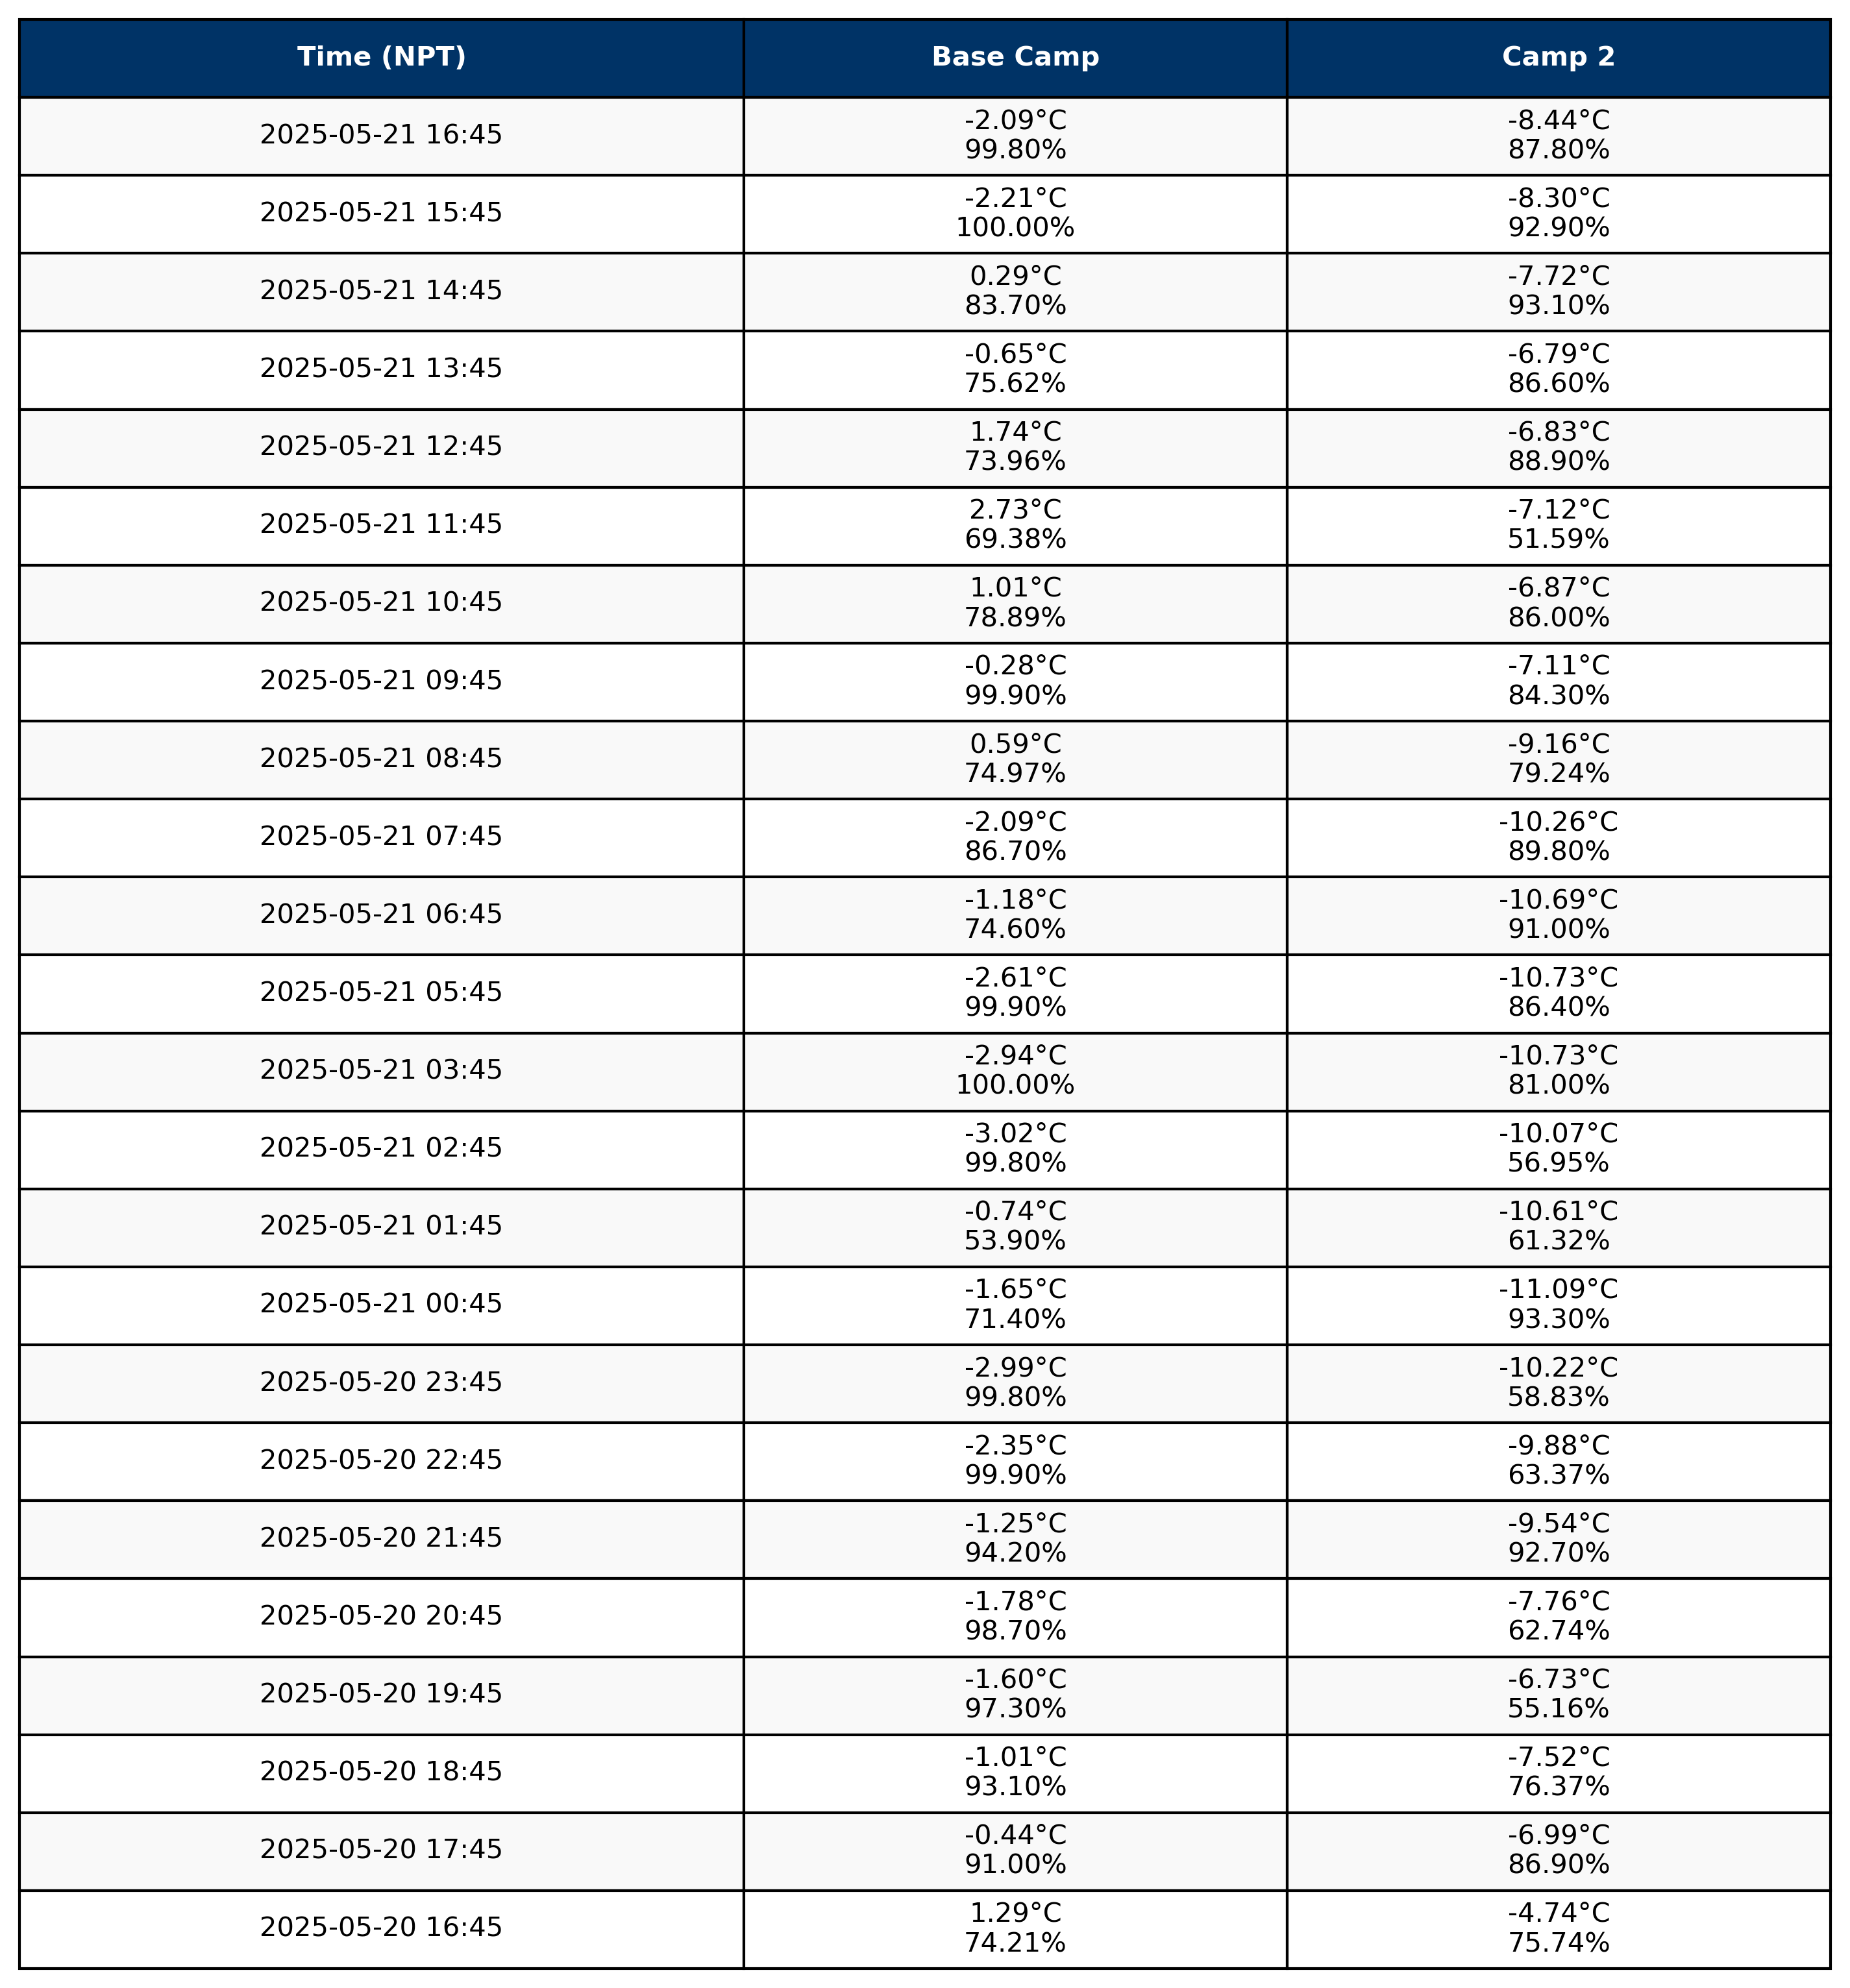 Time (NPT) Base Camp Camp 2
2025-05-21 16:45 -2.09°C -8.44°C
99.80% 87.80%
2025-05-21 15:45 -2.21°C -8.30°C
100.00% 92.90%
2025-05-21 14:45 0.29°C -7.72°C
83.70% 93.10%
2025-05-21 13:45 -0.65°C -6.79°C
75.62% 86.60%
2025-05-21 12:45 1.74°C -6.83°C
73.96% 88.90%
2025-05-21 11:45 2.73°C -7.12°C
69.38% 51.59%
2025-05-21 10:45 1.01°C -6.87°C
78.89% 86.00%
2025-05-21 09:45 -0.28°C -7.11°C
99.90% 84.30%
2025-05-21 08:45 0.59°C -9.16°C
74.97% 79.24%
2025-05-21 07:45 -2.09°C -10.26°C
86.70% 89.80%
2025-05-21 06:45 -1.18°C -10.69°C
74.60% 91.00%
2025-05-21 05:45 -2.61°C -10.73°C
99.90% 86.40%
2025-05-21 03:45 -2.94°C -10.73°C
100.00% 81.00%
2025-05-21 02:45 -3.02°C -10.07°C
99.80% 56.95%
2025-05-21 01:45 -0.74°C -10.61°C
53.90% 61.32%
2025-05-21 00:45 -1.65°C -11.09°C
71.40% 93.30%
2025-05-20 23:45 -2.99°C -10.22°C
99.80% 58.83%
2025-05-20 22:45 -2.35°C -9.88°C
99.90% 63.37%
2025-05-20 21:45 -1.25°C -9.54°C
94.20% 92.70%
2025-05-20 20:45 -1.78°C -7.76°C
98.70% 62.74%
2025-05-20 19:45 -1.60°C -6.73°C
97.30% 55.16%
2025-05-20 18:45 -1.01°C -7.52°C
93.10% 76.37%
2025-05-20 17:45 -0.44°C -6.99°C
91.00% 86.90%
2025-05-20 16:45 1.29°C -4.74°C
74.21% 75.74%